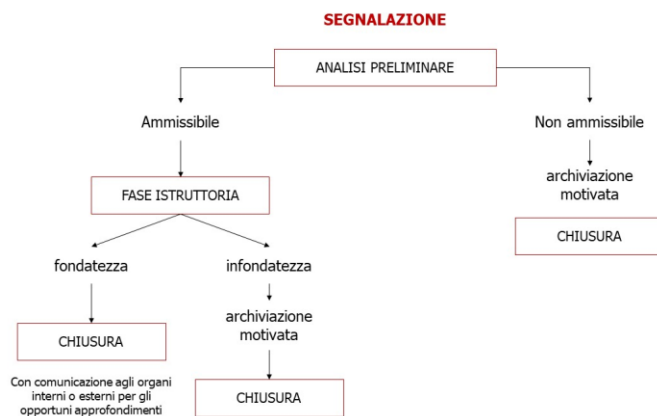 SEGNALAZIONE
ANALISI PRELIMINARE
Ammissibile
Non ammissibile
archiviazione
motivata
FASE ISTRUTTORIA
CHIUSURA
fondatezza
infondatezza
archiviazione
motivata
CHIUSURA
Con comunicazione agli organi
interni o esterni per gli
opportuni approfondimenti
CHIUSURA